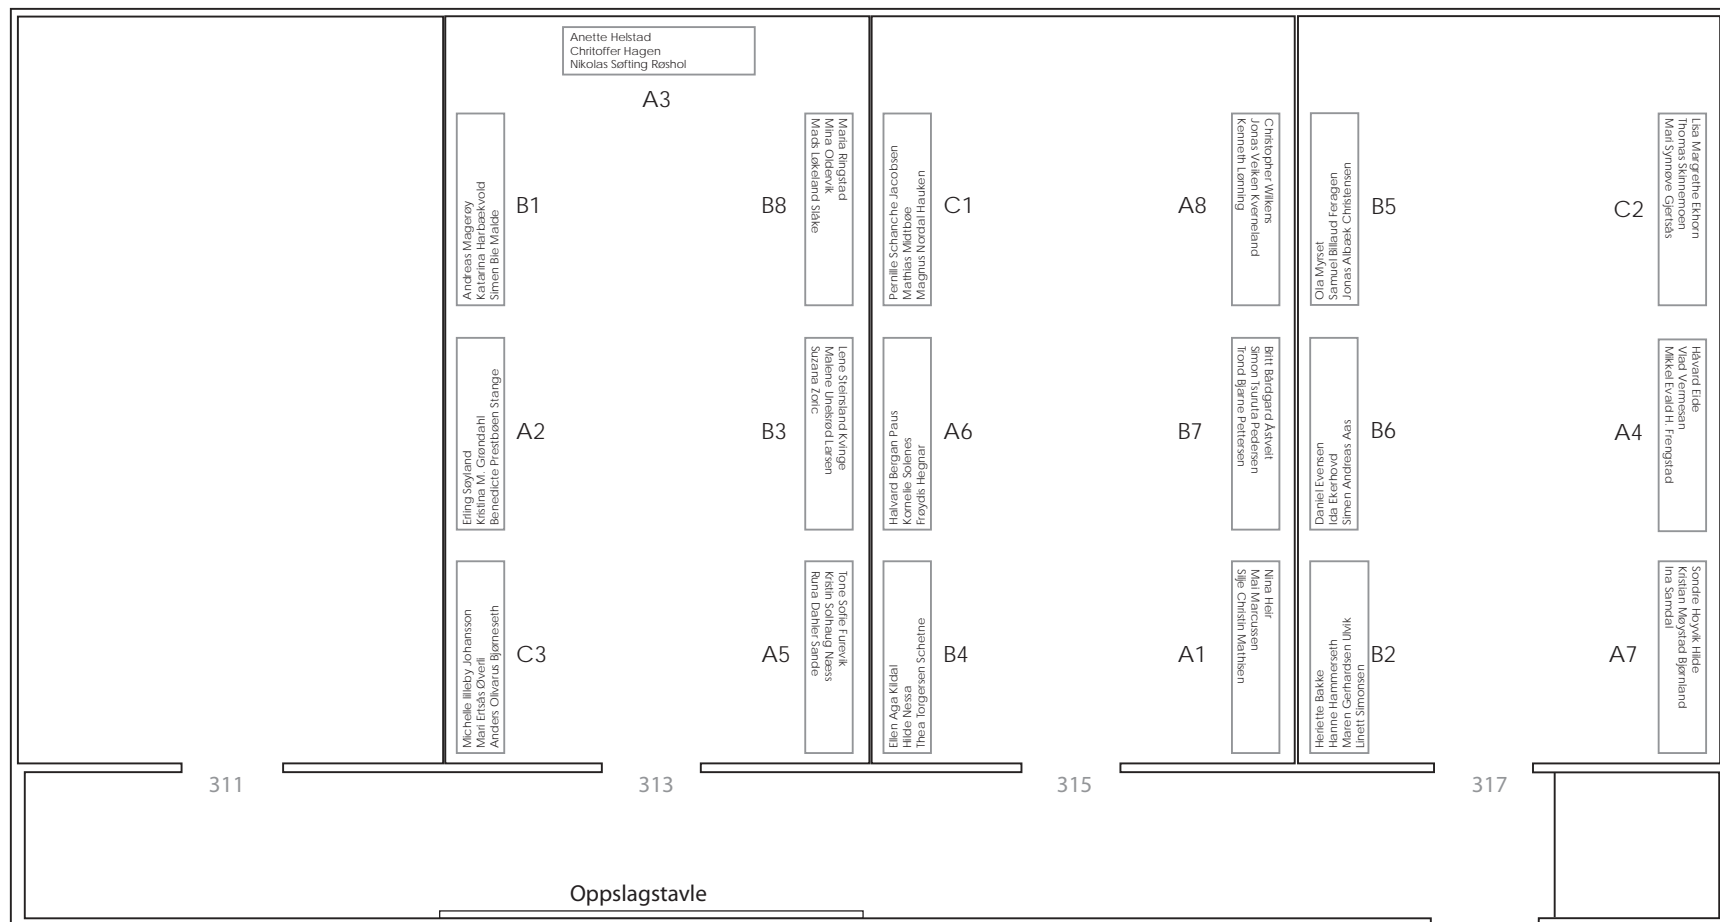 Anette Helstad
Chritoffer Hagen
Nikolas Søfting Røshol
A3
Andreas Magerøy
Katarina Harbækvold
Simen Bie Malde
B1
B8
Maria Ringstad
Mina Oldervik
Mads Løkeland Slåke
Erling Søyland
Kristina M. Grøndahl
Benedicte Prestbøen Stange
A2
B3
Lene Steinsland Kvinge
Malene Unelsrød Larsen
Suzana Zoric
Michelle lilleby Johansson
Mari Ertsås Øverli
Anders Olivarus Bjørneseth
C3
A5
Tone Sofie Furevik
Kristin Solhaug Næss
Runa Dahler Sande
Pernille Schanche Jacobsen
Mathias Midtbøe
Magnus Nordal Hauken
C1
A8
Christopher Wilkens
Jonas Veiken Kverneland
Kenneth Lønning
Halvard Bergan Paus
Kornelie Solenes
Frøydis Hegnar
A6
B7
Britt Bårdgard Åstveit
Simon Tsuruta Pedersen
Trond Bjarne Pettersen
Ellen Aga Kildal
Hilde Nessa
Thea Torgersen Schetne
B4
A1
Nina Heir
Mai Marcussen
Silje Christin Mathisen
Ola Myrset
Samuel Billaud Feragen
Jonas Albæk Christensen
B5
C2
Lisa Margrethe Ekhorn
Thomas Skinnemoen
Mari Synnøve Gjertsås
Daniel Evensen
Ida Ekerhovd
Simen Andreas Aas
B6
A4
Håvard Eide
Vlad Vermesan
Mikkel Evald H. Frengstad
Heriette Bakke
Hanne Hammerseth
Maren Gerhardsen Ulvik
Linett Simonsen
B2
A7
Sondre Hoyvik Hilde
Kristian Møystad Bjørnland
Ina Samdal
311
313
315
317
Oppslagstavle